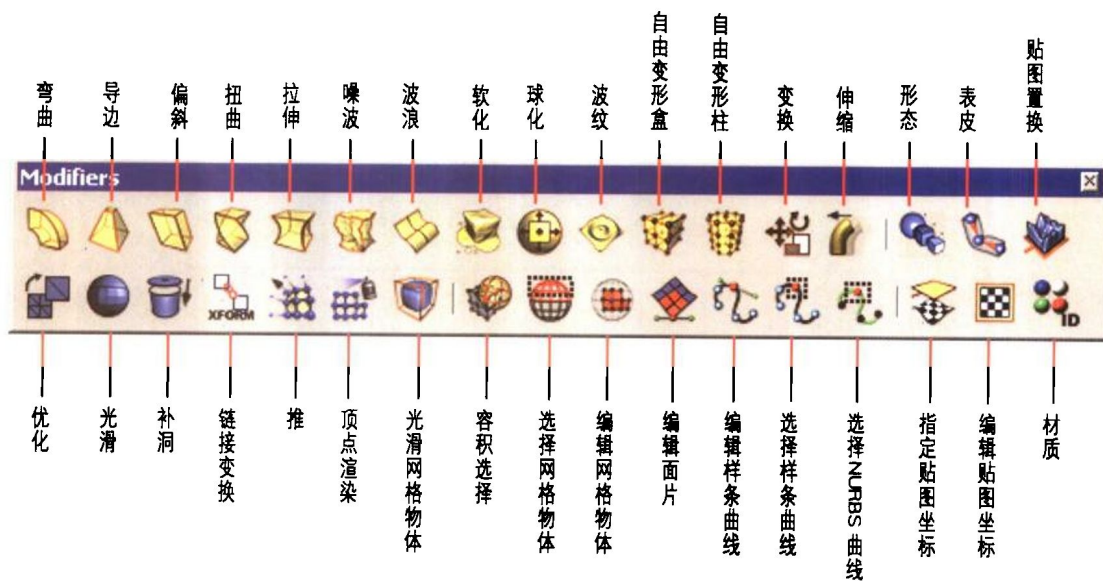 弯曲
导边
偏斜
扭曲
拉伸
噪波
波浪
软化
球化
波纹
自由变形盒
自由变形柱
变换
伸缩
形态
表皮
贴图置换
Modifiers
XFORM
ID
优化
光滑
补洞
链接变换
推
顶点渲染
光滑网格物体
容积选择
选择网格物体
编辑网格物体
编辑面片
编辑样条曲线
选择样条曲线
选择NURBS 曲线
指定贴图坐标
编辑贴图坐标
材质